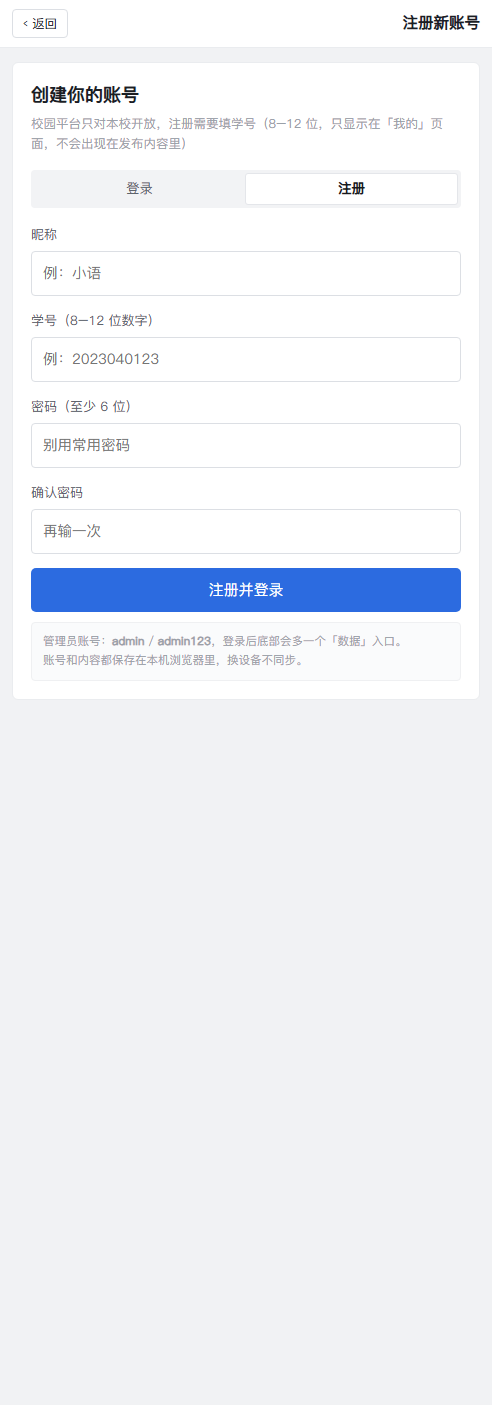 ‹ 返回
注册新账号
创建你的账号
校园平台只对本校开放，注册需要填学号（8–12 位，只显示在「我的」页
面，不会出现在发布内容里）
登录
注册
昵称
例：小语
学号（8–12 位数字）
例：2023040123
密码（至少 6 位）
别用常用密码
确认密码
再输一次
注册并登录
管理员账号：admin / admin123，登录后底部会多一个「数据」入口。
账号和内容都保存在本机浏览器里，换设备不同步。